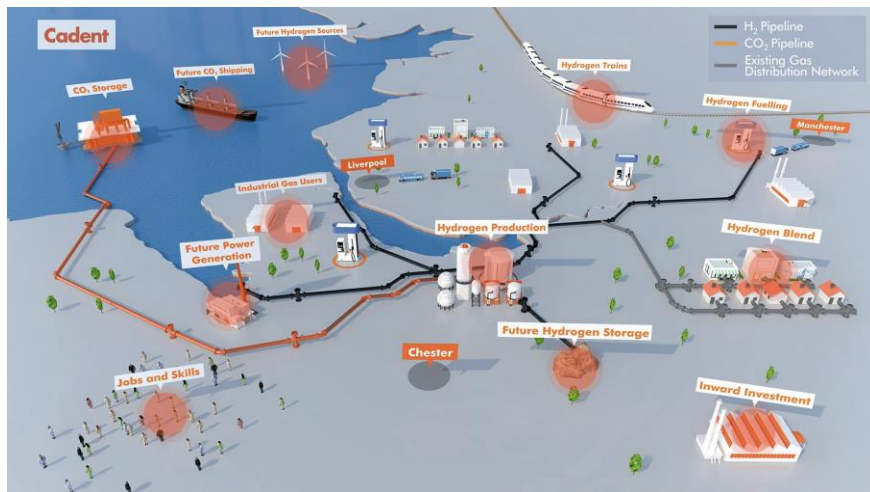 Cadent
Future Hydrogen Sources
H₂ Pipeline
CO₂ Pipeline
Existing Gas
Distribution Network
Future CO₂ Shipping
CO₂ Storage
Hydrogen Trains
Hydrogen Fuelling
Manchester
Liverpool
Industrial Gas Users
Hydrogen Production
Hydrogen Blend
Future Power
Generation
Future Hydrogen Storage
Chester
Jobs and Skills
Inward Investment